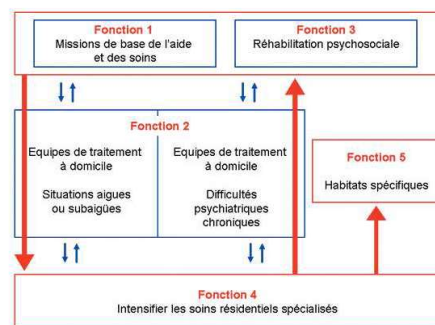 Fonction 1
Missions de base de l'aide
et des soins
Fonction 3
Réhabilitation psychosociale
Fonction 2
Equipes de traitement
à domicile
Situations aigues
ou subaigües
Equipes de traitement
à domicile
Difficultés
psychiatriques
chroniques
Fonction 5
Habitats spécifiques
Fonction 4
Intensifier les soins résidentiels spécialisés